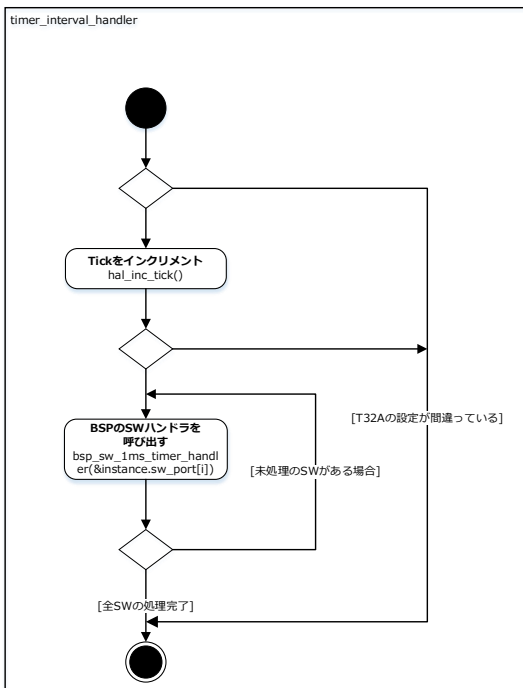 timer_interval_handler
Tickをインクリメント
hal_inc_tick()
[T32Aの設定が間違っている]
BSPのSWハンドラを
呼び出す
bsp_sw_1ms_timer_handl
er(&instance.sw_port[i])
[未処理のSWがある場合]
[全SWの処理完了]